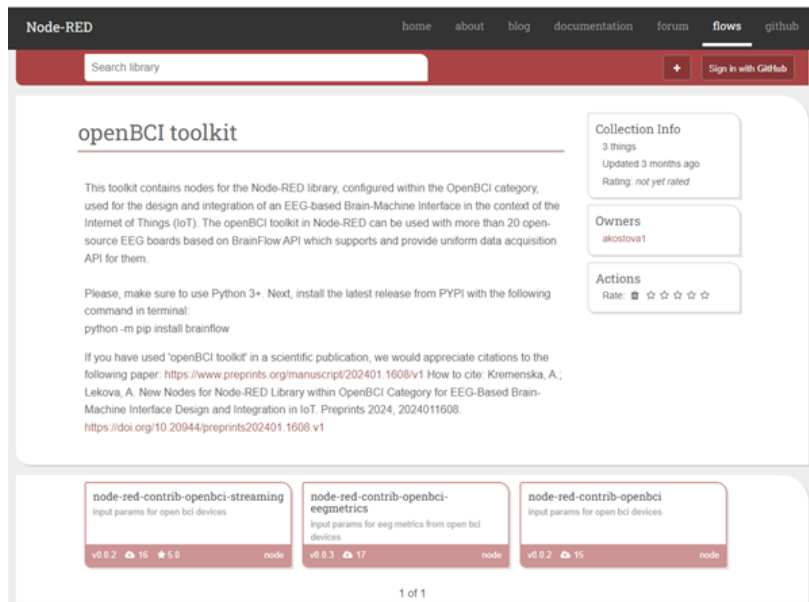 Node-RED
home about blog documentation forum flows github
Search library
+ Sign in with GitHub
openBCI toolkit
This toolkit contains nodes for the Node-RED library, configured within the OpenBCI category,
used for the design and integration of an EEG-based Brain-Machine Interface in the context of the
Internet of Things (IoT). The openBCI toolkit in Node-RED can be used with more than 20 open-
source EEG boards based on BrainFlow API which supports and provide uniform data acquisition
API for them.
Please, make sure to use Python 3+. Next, install the latest release from PYPI with the following
command in terminal:
python -m pip install brainflow
If you have used 'openBCI toolkit' in a scientific publication, we would appreciate citations to the
following paper: https://www.preprints.org/manuscript/202401.1608/v1 How to cite: Kremenska, A.;
Lekova, A. New Nodes for Node-RED Library within OpenBCI Category for EEG-Based Brain-
Machine Interface Design and Integration in IoT. Preprints 2024, 2024011608.
https://doi.org/10.20944/preprints202401.1608.v1
Collection Info
3 things
Updated 3 months ago
Rating: not yet rated
Owners
akostova1
Actions
Rate:
node-red-contrib-openbci-streaming
input params for open bci devices
v0.0.2 16 5.0 node
node-red-contrib-openbci-
eegmetrics
input params for eeg metrics from open bci
devices
v0.0.3 17 node
node-red-contrib-openbci
input params for open bci devices
v0.0.2 15 node
1 of 1